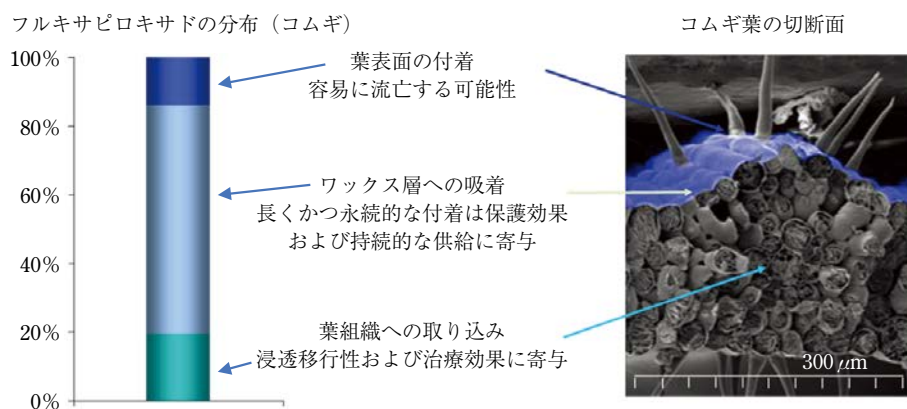 フルキサピロキサドの分布（コムギ）
コムギ葉の切断面
100%
80%
60%
40%
20%
0%
葉表面の付着
容易に流亡する可能性
ワックス層への吸着
長くかつ永続的な付着は保護効果
および持続的な供給に寄与
葉組織への取り込み
浸透移行性および治療効果に寄与
300 μm